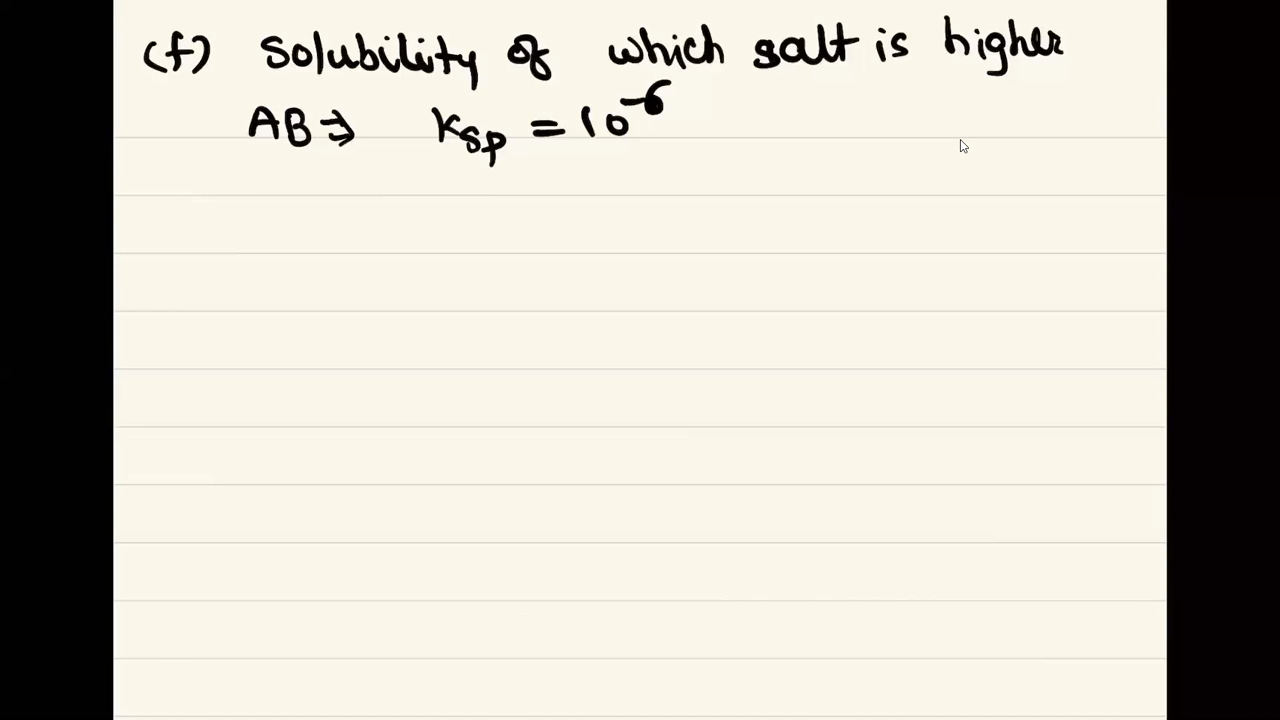 (f) Solubility of which salt is higher
AB ⇒ Ksp = 10⁻⁶